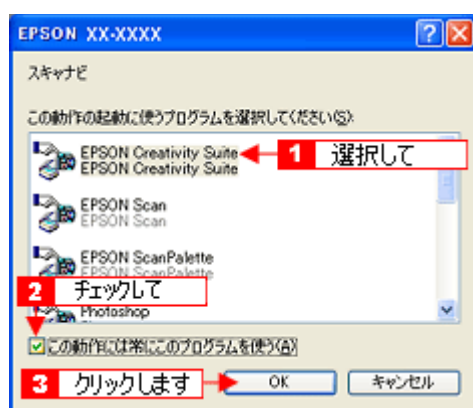 EPSON XX-XXXX
スキャナビ
この動作の起動に使うプログラムを選択してください(S):
EPSON Creativity Suite
EPSON Creativity Suite
1 選択して
EPSON Scan
EPSON Scan
EPSON ScanPalette
EPSON ScanPalette
2 チェックして
Photoshop
この動作には常にこのプログラムを使う(A)
3 クリックします
OK
キャンセル